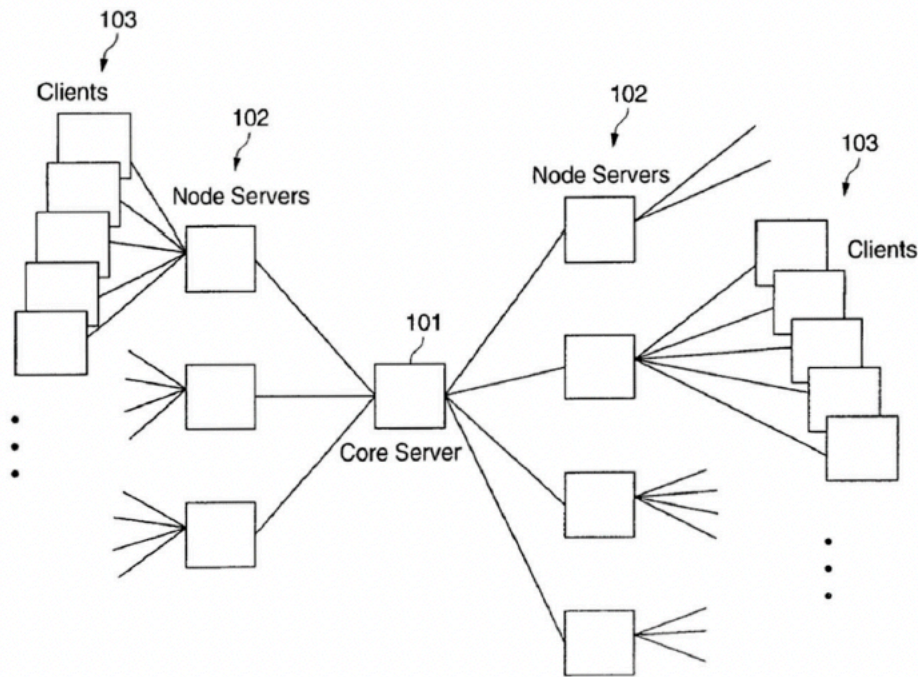 103
Clients
102
Node Servers
102
Node Servers
103
Clients
101
Core Server